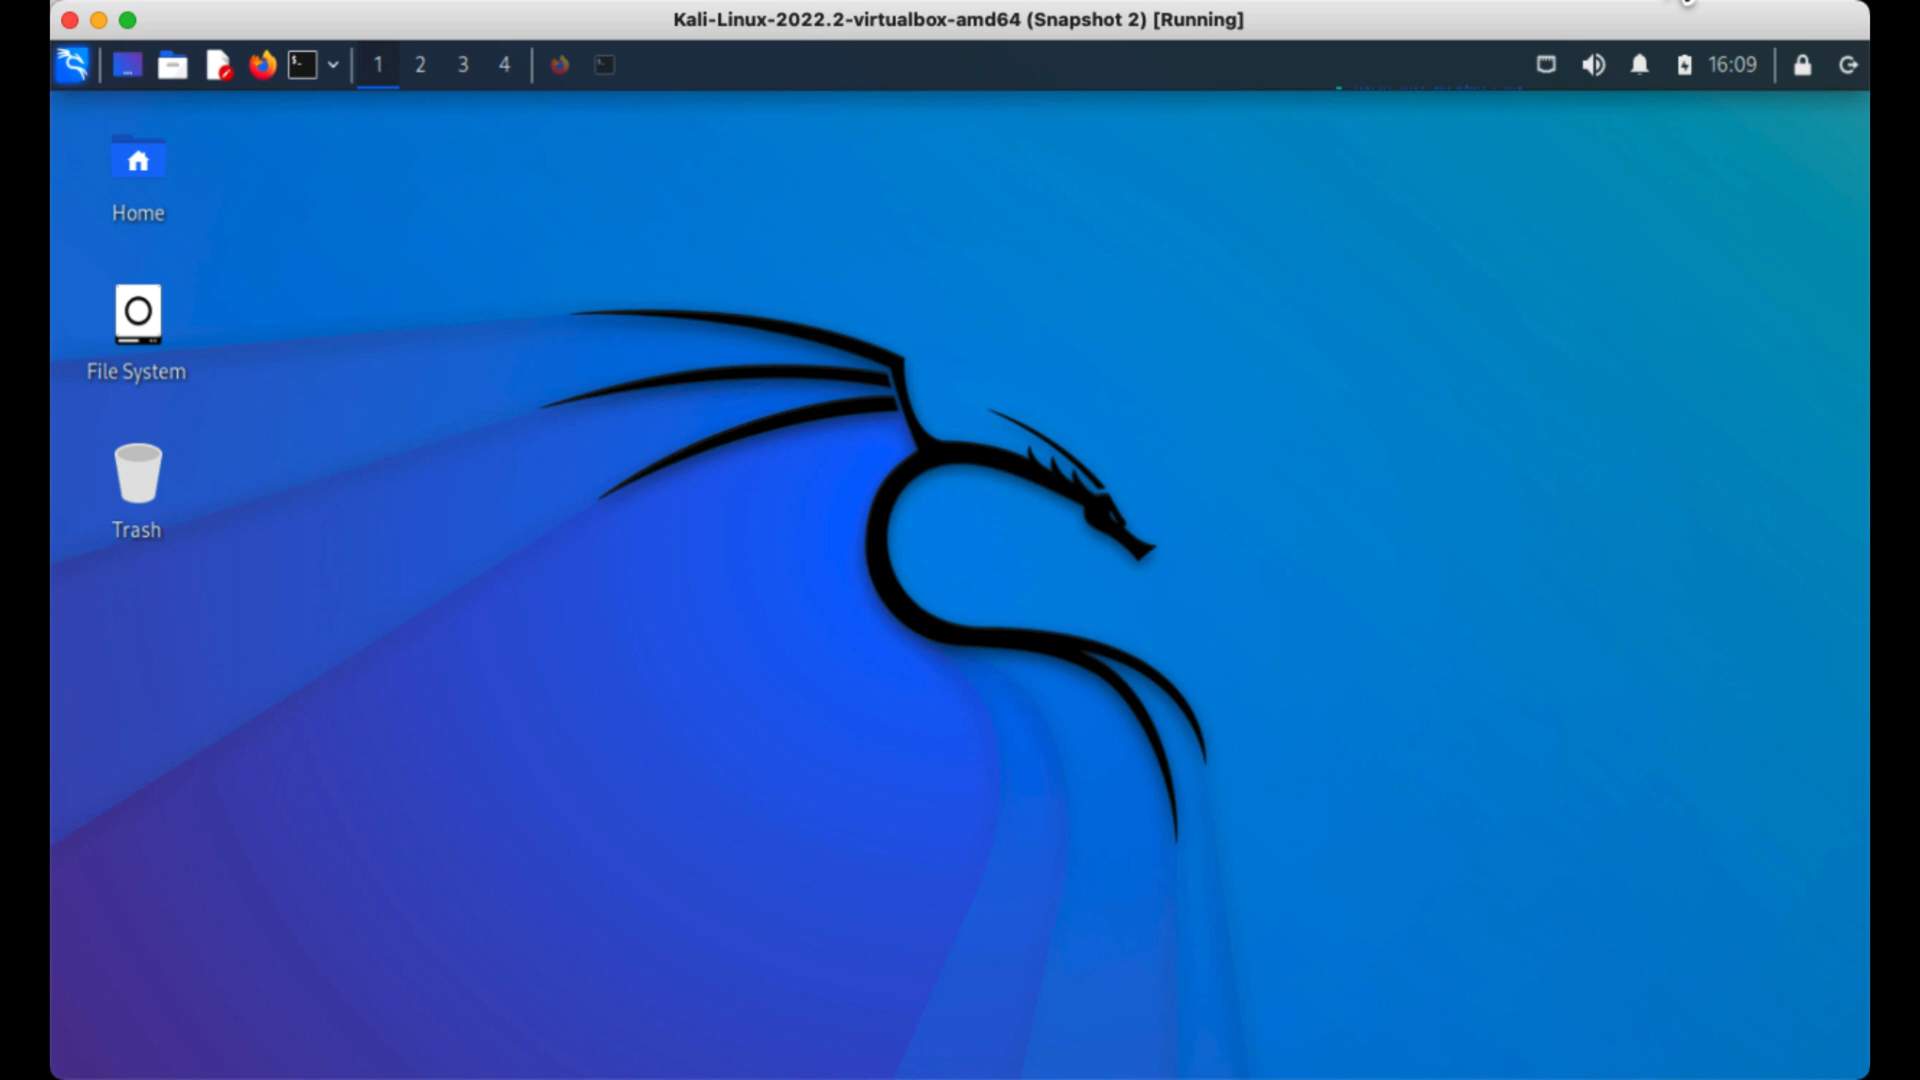 Kali-Linux-2022.2-virtualbox-amd64 (Snapshot 2) [Running]
1 2 3 4
16:09
Home
File System
Trash